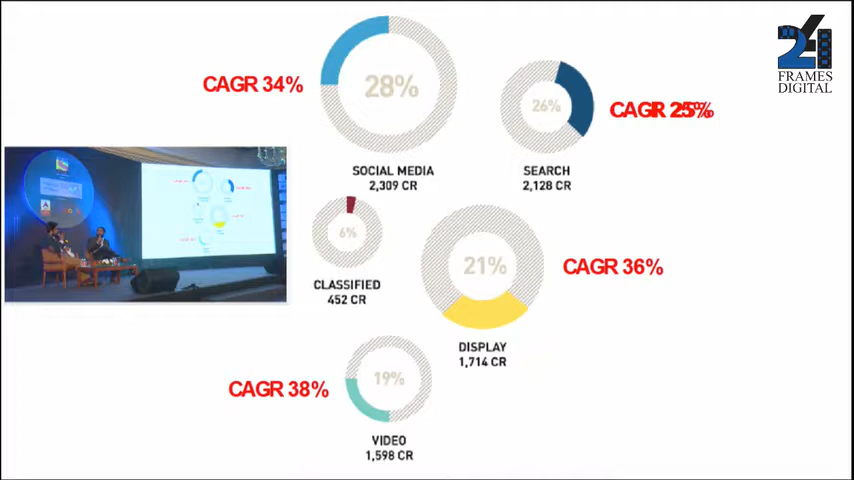 28%
CAGR 34%
SOCIAL MEDIA
2,309 CR
26%
CAGR 25%
SEARCH
2,128 CR
6%
CLASSIFIED
452 CR
21%
CAGR 36%
DISPLAY
1,714 CR
19%
CAGR 38%
VIDEO
1,598 CR
24
FRAMES
DIGITAL